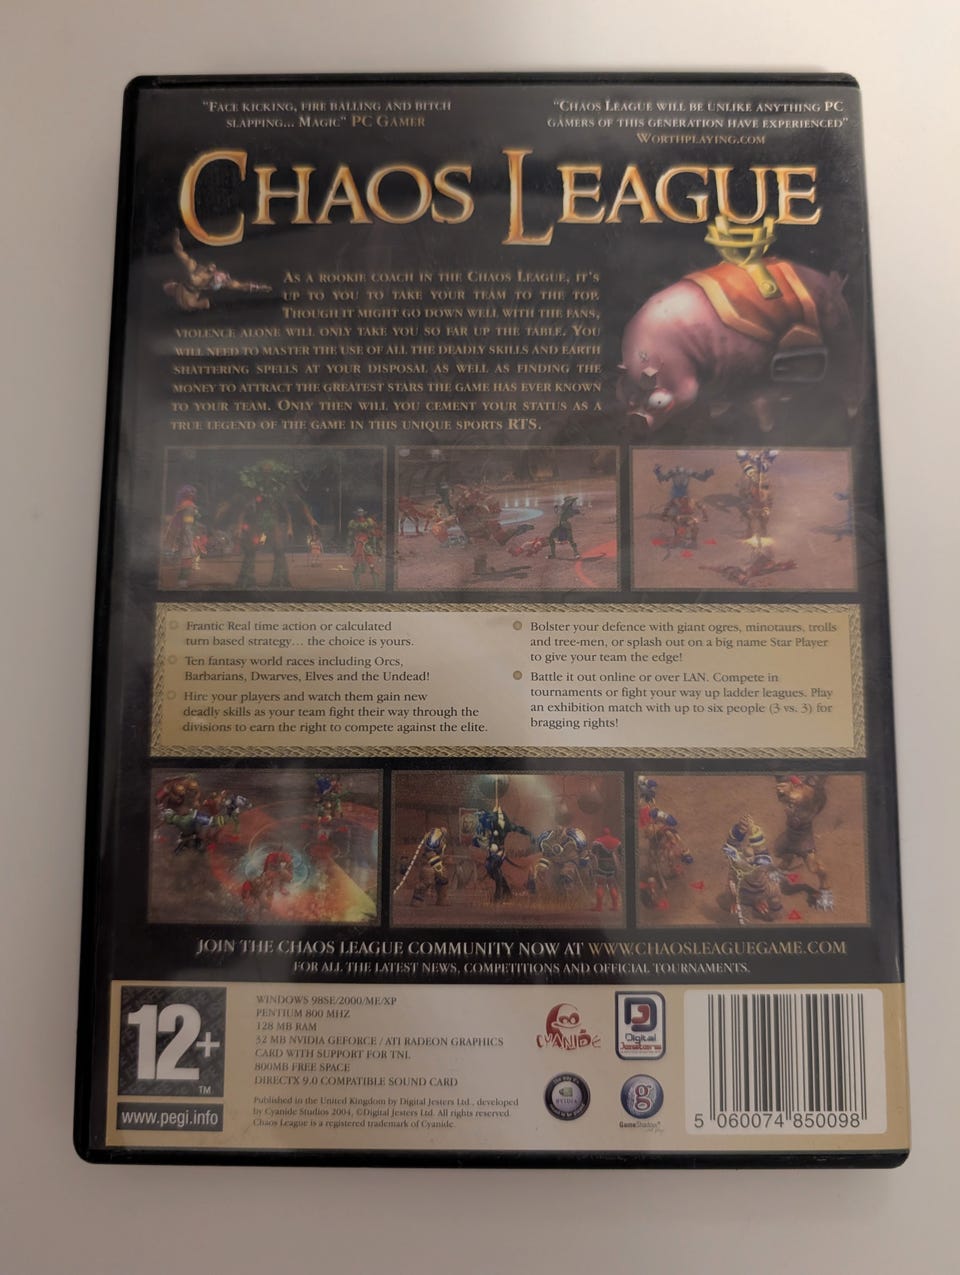 "Face kicking, fire balling and bitch
slapping... Magic" PC Gamer
"Chaos League will be unlike anything PC
gamers of this generation have experienced"
Worthplaying.com
Chaos League
As a rookie coach in the Chaos League, it's
up to you to take your team to the top.
Though it might go down well with the fans,
violence alone will only take you so far up the table. You
will need to master the use of all the deadly skills and earth
shattering spells at your disposal as well as finding the
money to attract the greatest stars the game has ever known
to your team. Only then will you cement your status as a
true legend of the game in this unique sports RTS.
Frantic Real time action or calculated
turn based strategy... the choice is yours.
Ten fantasy world races including Orcs,
Barbarians, Dwarves, Elves and the Undead!
Hire your players and watch them gain new
deadly skills as your team fight their way through the
divisions to earn the right to compete against the elite.
Bolster your defence with giant ogres, minotaurs, trolls
and tree-men, or splash out on a big name Star Player
to give your team the edge!
Battle it out online or over LAN. Compete in
tournaments or fight your way up ladder leagues. Play
an exhibition match with up to six people (3 vs. 3) for
bragging rights!
JOIN THE CHAOS LEAGUE COMMUNITY NOW AT WWW.CHAOSLEAGUEGAME.COM
FOR ALL THE LATEST NEWS, COMPETITIONS AND OFFICIAL TOURNAMENTS.
12+
TM
www.pegi.info
WINDOWS 98SE/2000/ME/XP
PENTIUM 800 MHZ
128 MB RAM
32 MB NVIDIA GEFORCE / ATI RADEON GRAPHICS
CARD WITH SUPPORT FOR TNL
800MB FREE SPACE
DIRECTX 9.0 COMPATIBLE SOUND CARD
Published in the United Kingdom by Digital Jesters Ltd., developed
by Cyanide Studios 2004, ©Digital Jesters Ltd. All rights reserved.
Chaos League is a registered trademark of Cyanide.
CYANIDE
Digital
Jesters
NVIDIA
g
GameShadow
5 060074 850098